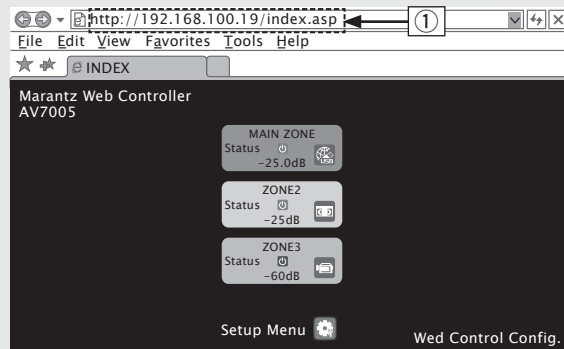 http://192.168.100.19/index.asp
1
File Edit View Favorites Tools Help
INDEX
Marantz Web Controller
AV7005
MAIN ZONE
Status
-25.0dB
USB
ZONE2
Status
-25dB
ZONE3
Status
-60dB
Setup Menu
Wed Control Config.